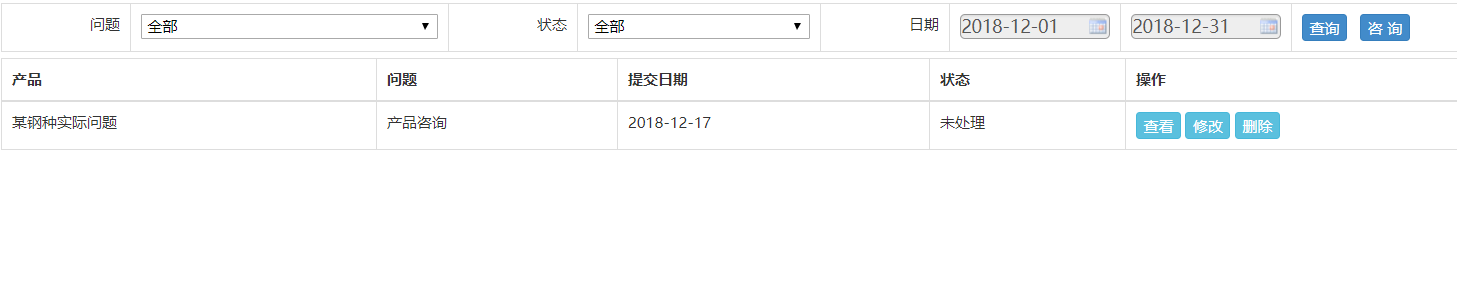 问题 全部 状态 全部 日期 2018-12-01 2018-12-31 查询 咨 询
产品 问题 提交日期 状态 操作
某钢种实际问题 产品咨询 2018-12-17 未处理 查看 修改 删除